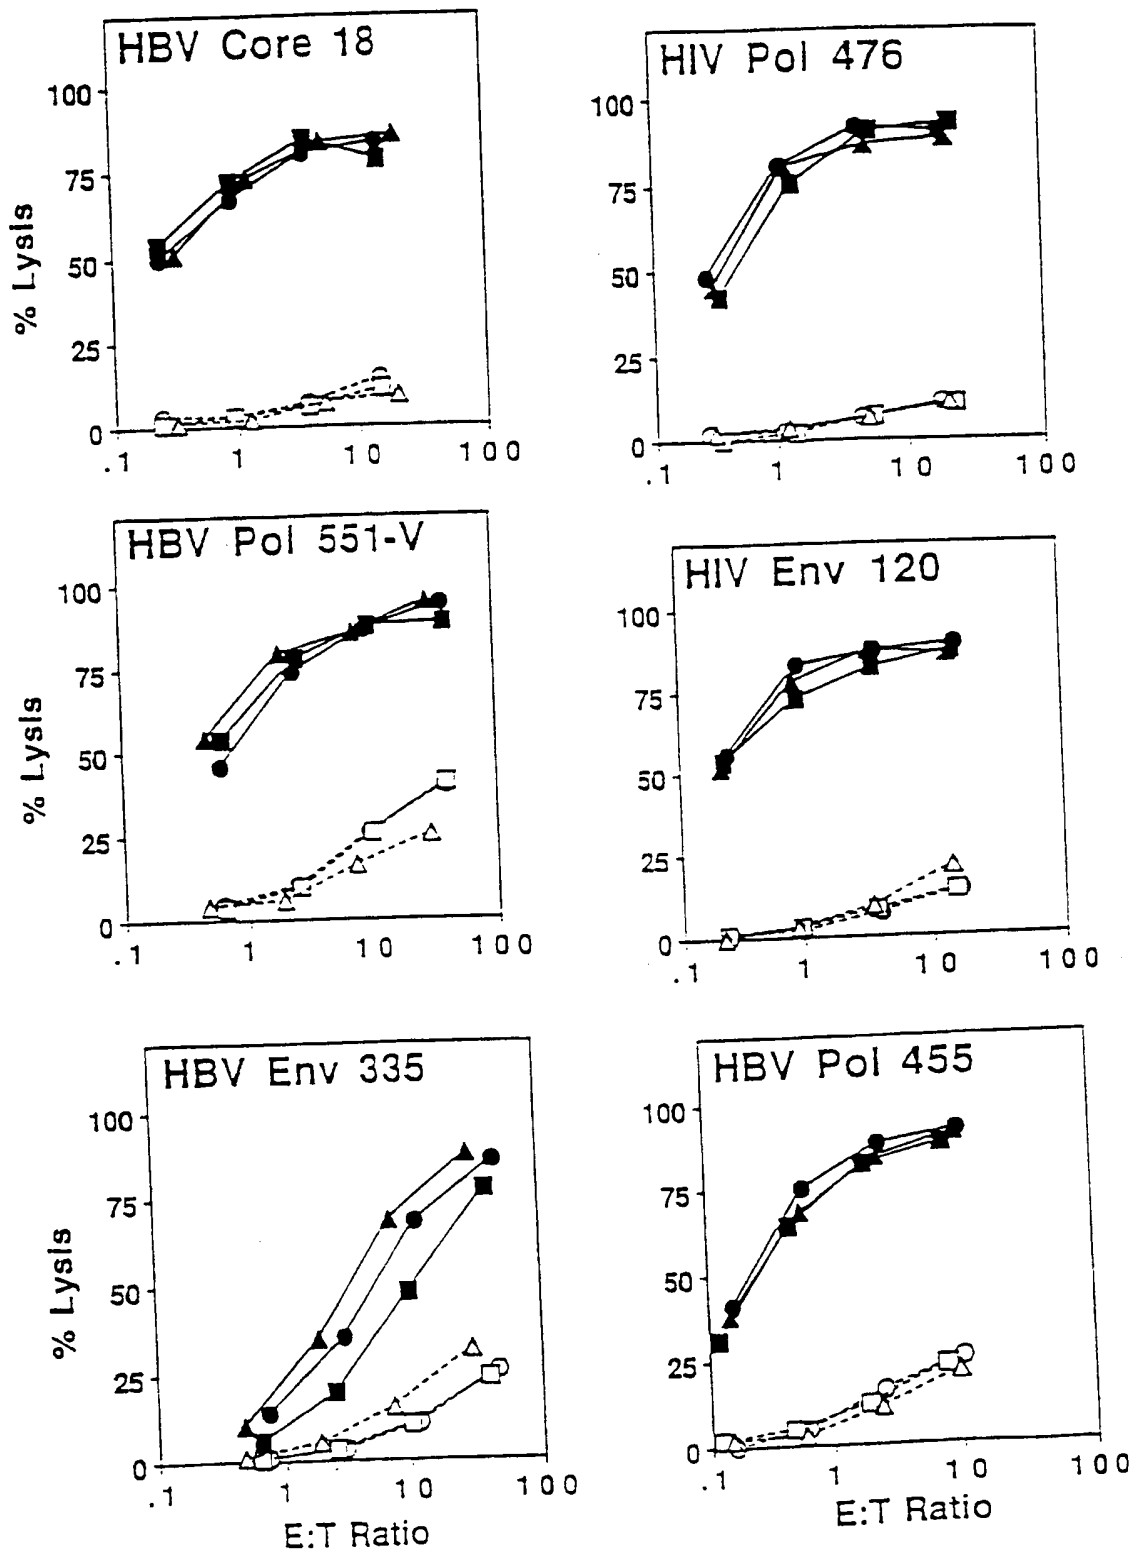 HBV Core 18
100
75
50
25
0
% Lysis
.1 1 10 100
HIV Pol 476
100
75
50
25
0
.1 1 10 100
HBV Pol 551-V
100
75
50
25
0
% Lysis
.1 1 10 100
HIV Env 120
100
75
50
25
0
.1 1 10 100
HBV Env 335
100
75
50
25
0
% Lysis
.1 1 10 100
E:T Ratio
HBV Pol 455
100
75
50
25
0
.1 1 10 100
E:T Ratio